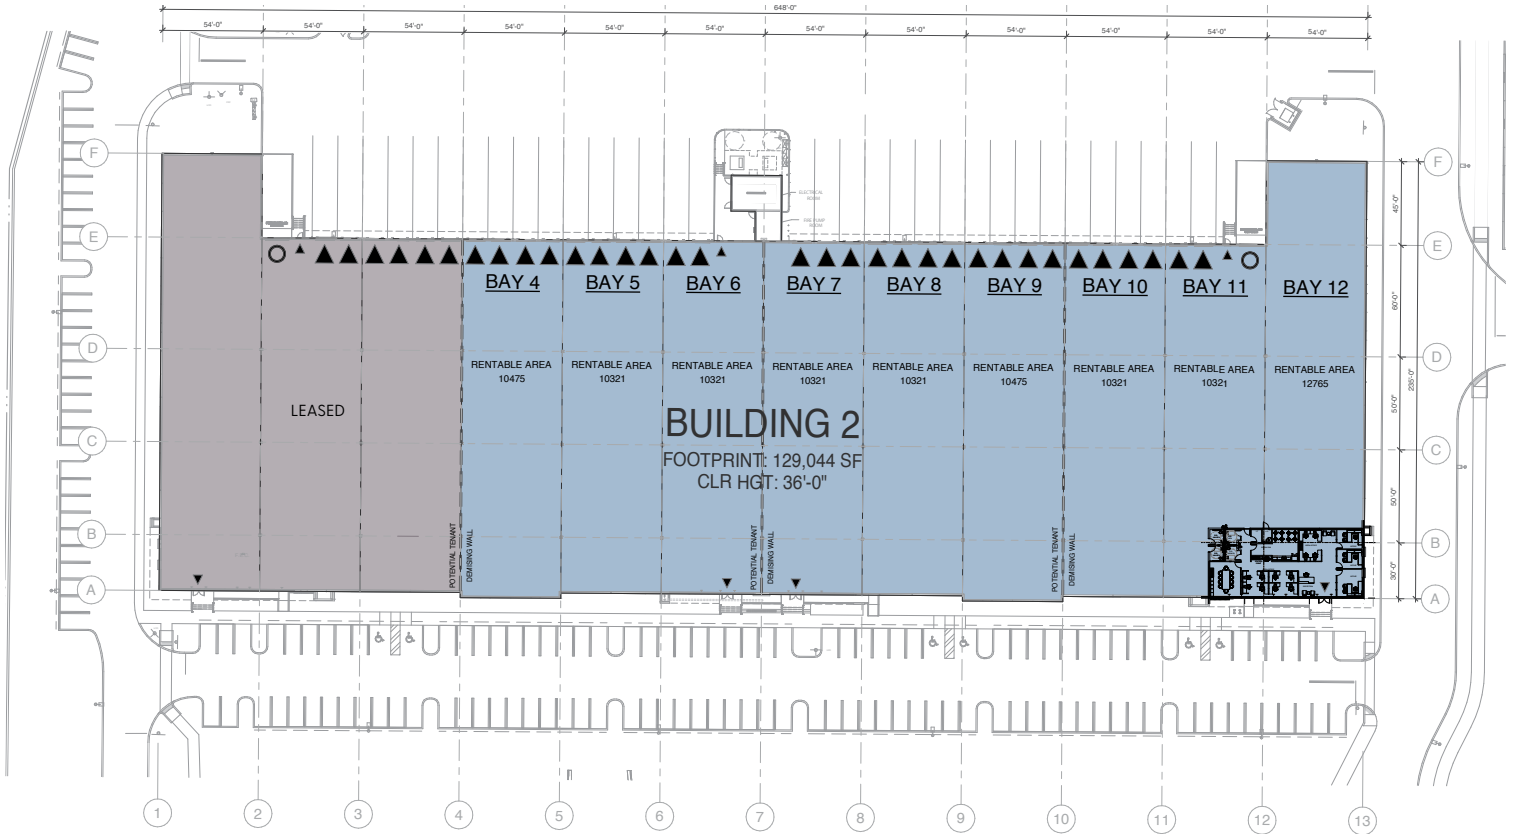 648'-0"
54'-0" 54'-0" 54'-0" 54'-0" 54'-0" 54'-0" 54'-0" 54'-0" 54'-0" 54'-0" 54'-0" 54'-0"
F
F
45'-0"
ELECTRICAL
ROOM
FIRE PUMP
ROOM
E
E
BAY 4 BAY 5 BAY 6 BAY 7 BAY 8 BAY 9 BAY 10 BAY 11 BAY 12
60'-0"
D
D
RENTABLE AREA RENTABLE AREA RENTABLE AREA RENTABLE AREA RENTABLE AREA RENTABLE AREA RENTABLE AREA RENTABLE AREA RENTABLE AREA
10475 10321 10321 10321 10321 10475 10321 10321 12765
235'-0"
50'-0"
LEASED
BUILDING 2
C
C
FOOTPRINT: 129,044 SF
CLR HGT: 36'-0"
50'-0"
B
B
POTENTIAL TENANT
DEMISING WALL
POTENTIAL TENANT
DEMISING WALL
POTENTIAL TENANT
DEMISING WALL
30'-0"
A
A
1 2 3 4 5 6 7 8 9 10 11 12 13